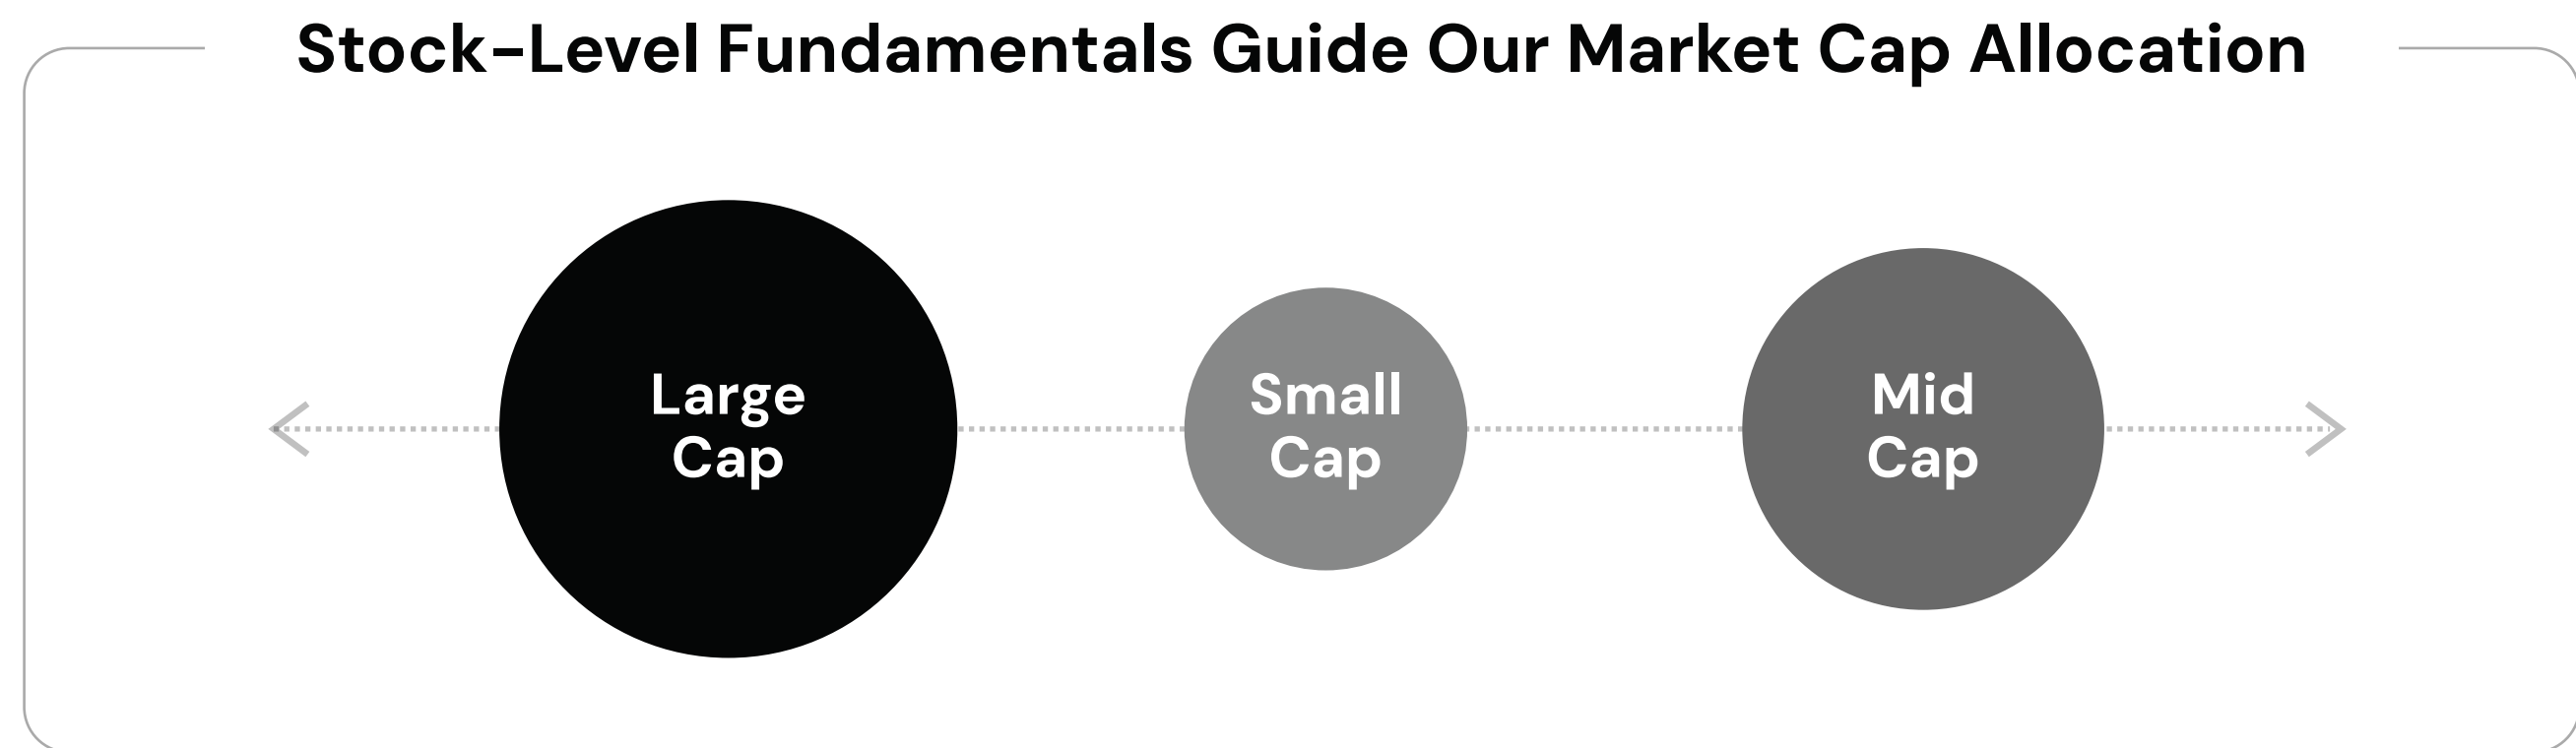 Stock-Level Fundamentals Guide Our Market Cap Allocation
Large
Cap
Small
Cap
Mid
Cap